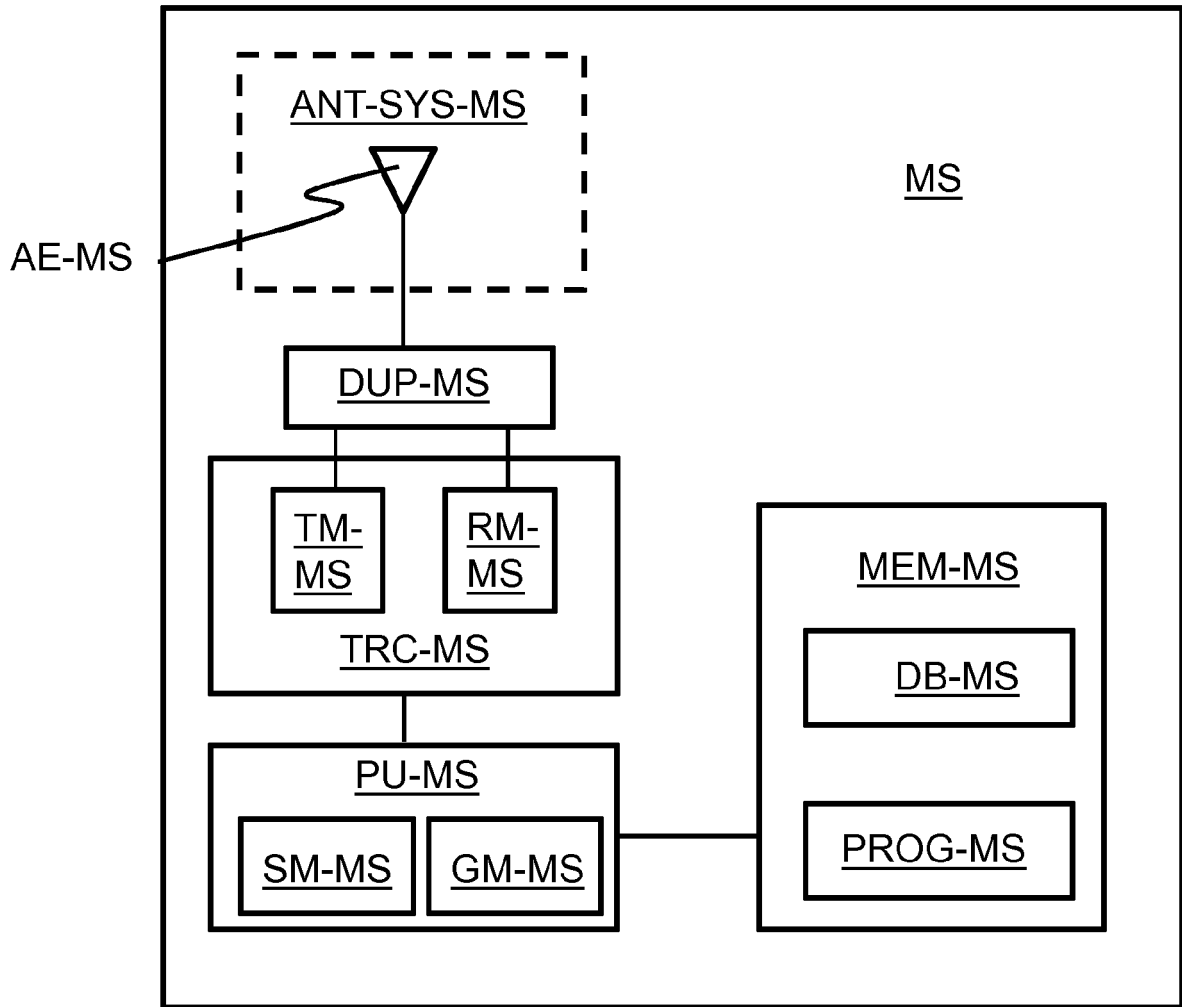 ANT-SYS-MS
MS
AE-MS
DUP-MS
TM-
MS
RM-
MS
TRC-MS
MEM-MS
DB-MS
PU-MS
SM-MS
GM-MS
PROG-MS